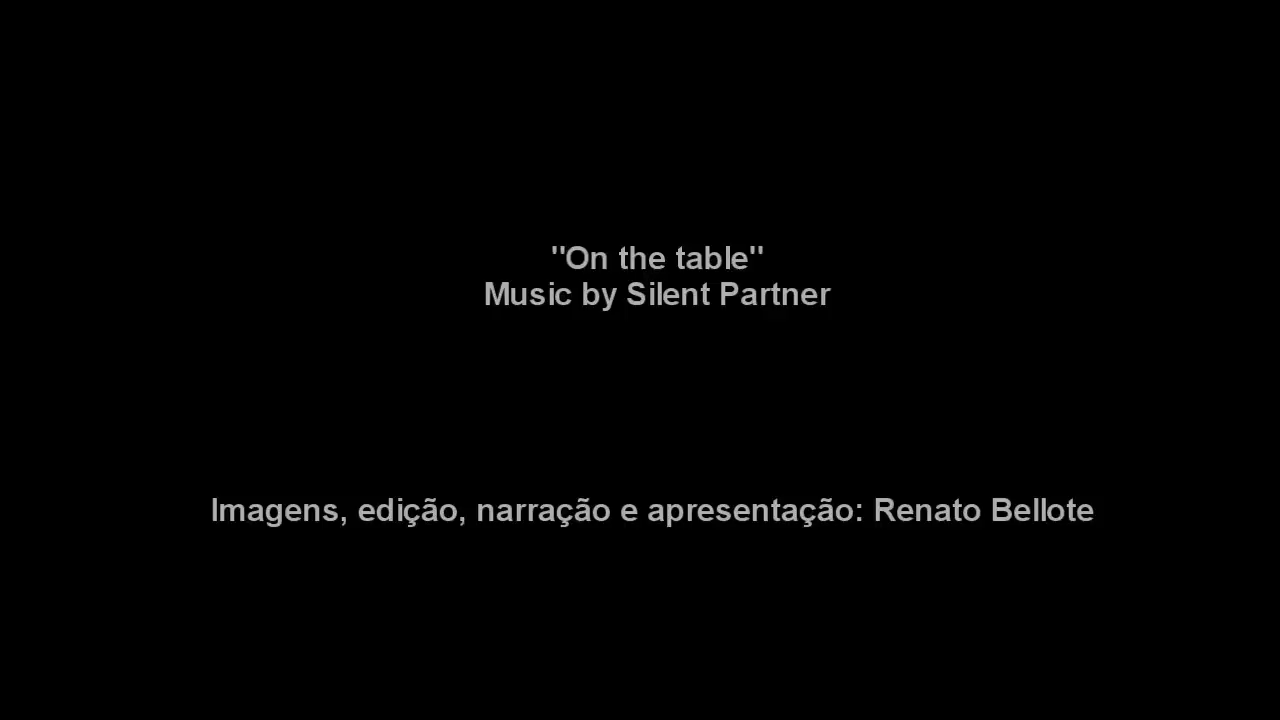 "On the table"
Music by Silent Partner
Imagens, edição, narração e apresentação: Renato Bellote